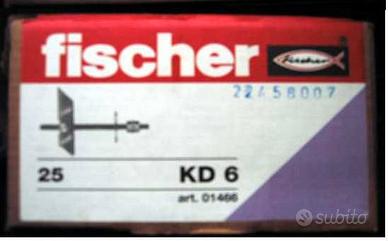 fischer
fischer
22458007
25 KD 6
art. 01466
subito